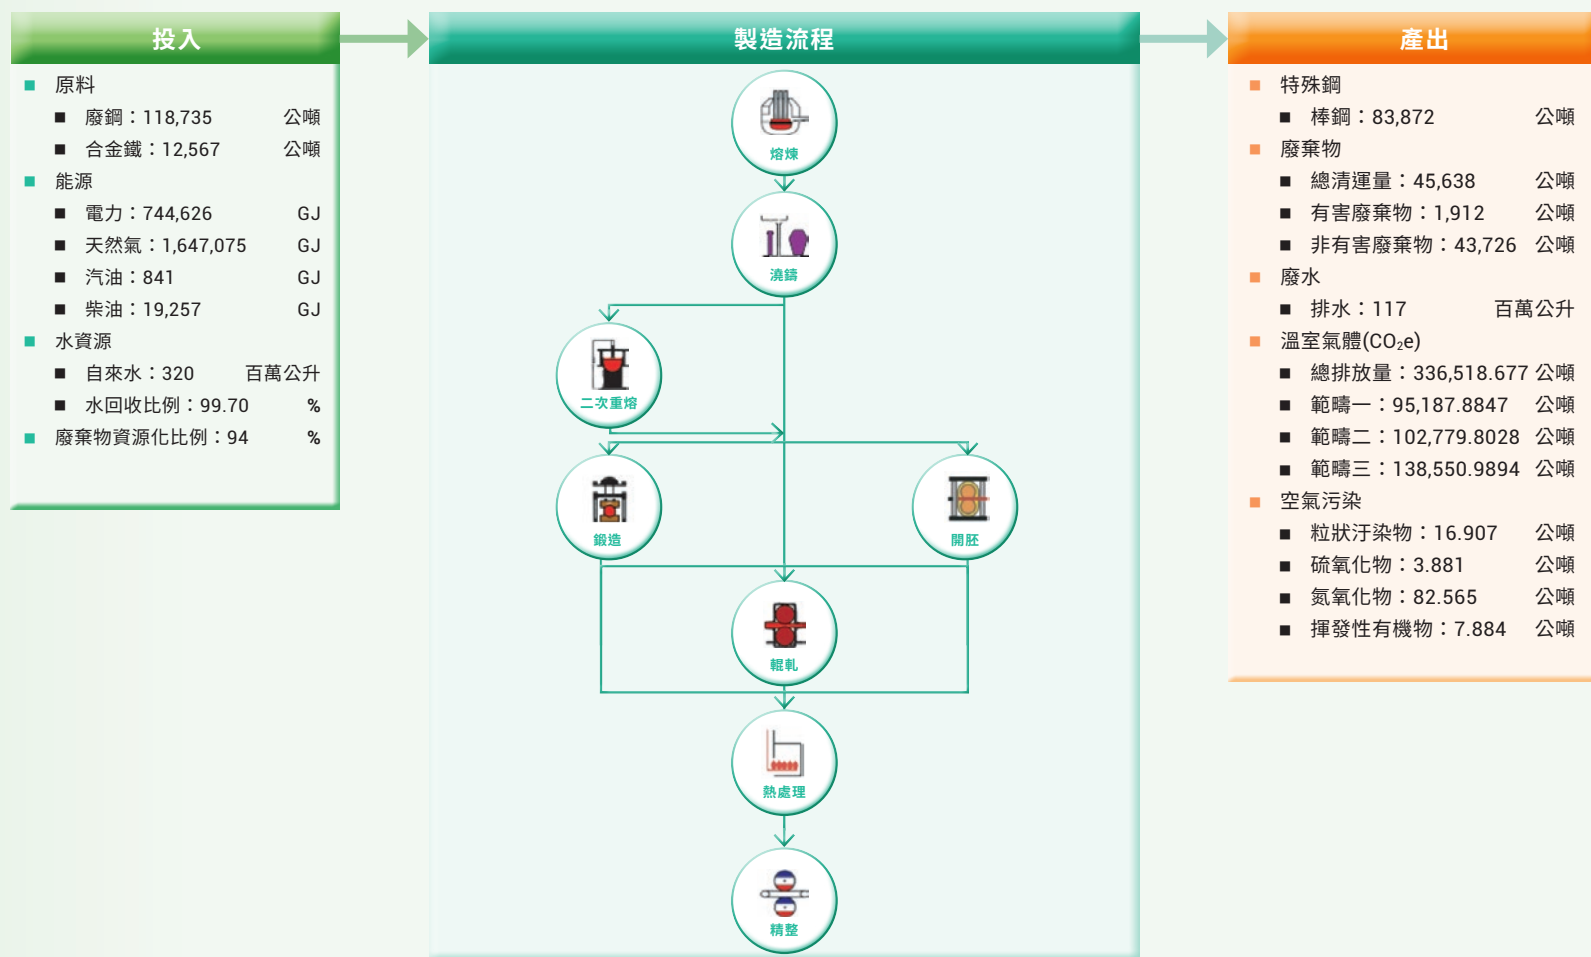 投入
原料
廢鋼：118,735 公噸
合金鐵：12,567 公噸
能源
電力：744,626 GJ
天然氣：1,647,075 GJ
汽油：841 GJ
柴油：19,257 GJ
水資源
自來水：320 百萬公升
水回收比例：99.70 %
廢棄物資源化比例：94 %
製造流程
熔煉
澆鑄
二次重熔
鍛造
開胚
輥軋
熱處理
精整
產出
特殊鋼
棒鋼：83,872 公噸
廢棄物
總清運量：45,638 公噸
有害廢棄物：1,912 公噸
非有害廢棄物：43,726 公噸
廢水
排水：117 百萬公升
溫室氣體(CO₂e)
總排放量：336,518.677 公噸
範疇一：95,187.8847 公噸
範疇二：102,779.8028 公噸
範疇三：138,550.9894 公噸
空氣污染
粒狀汙染物：16.907 公噸
硫氧化物：3.881 公噸
氮氧化物：82.565 公噸
揮發性有機物：7.884 公噸